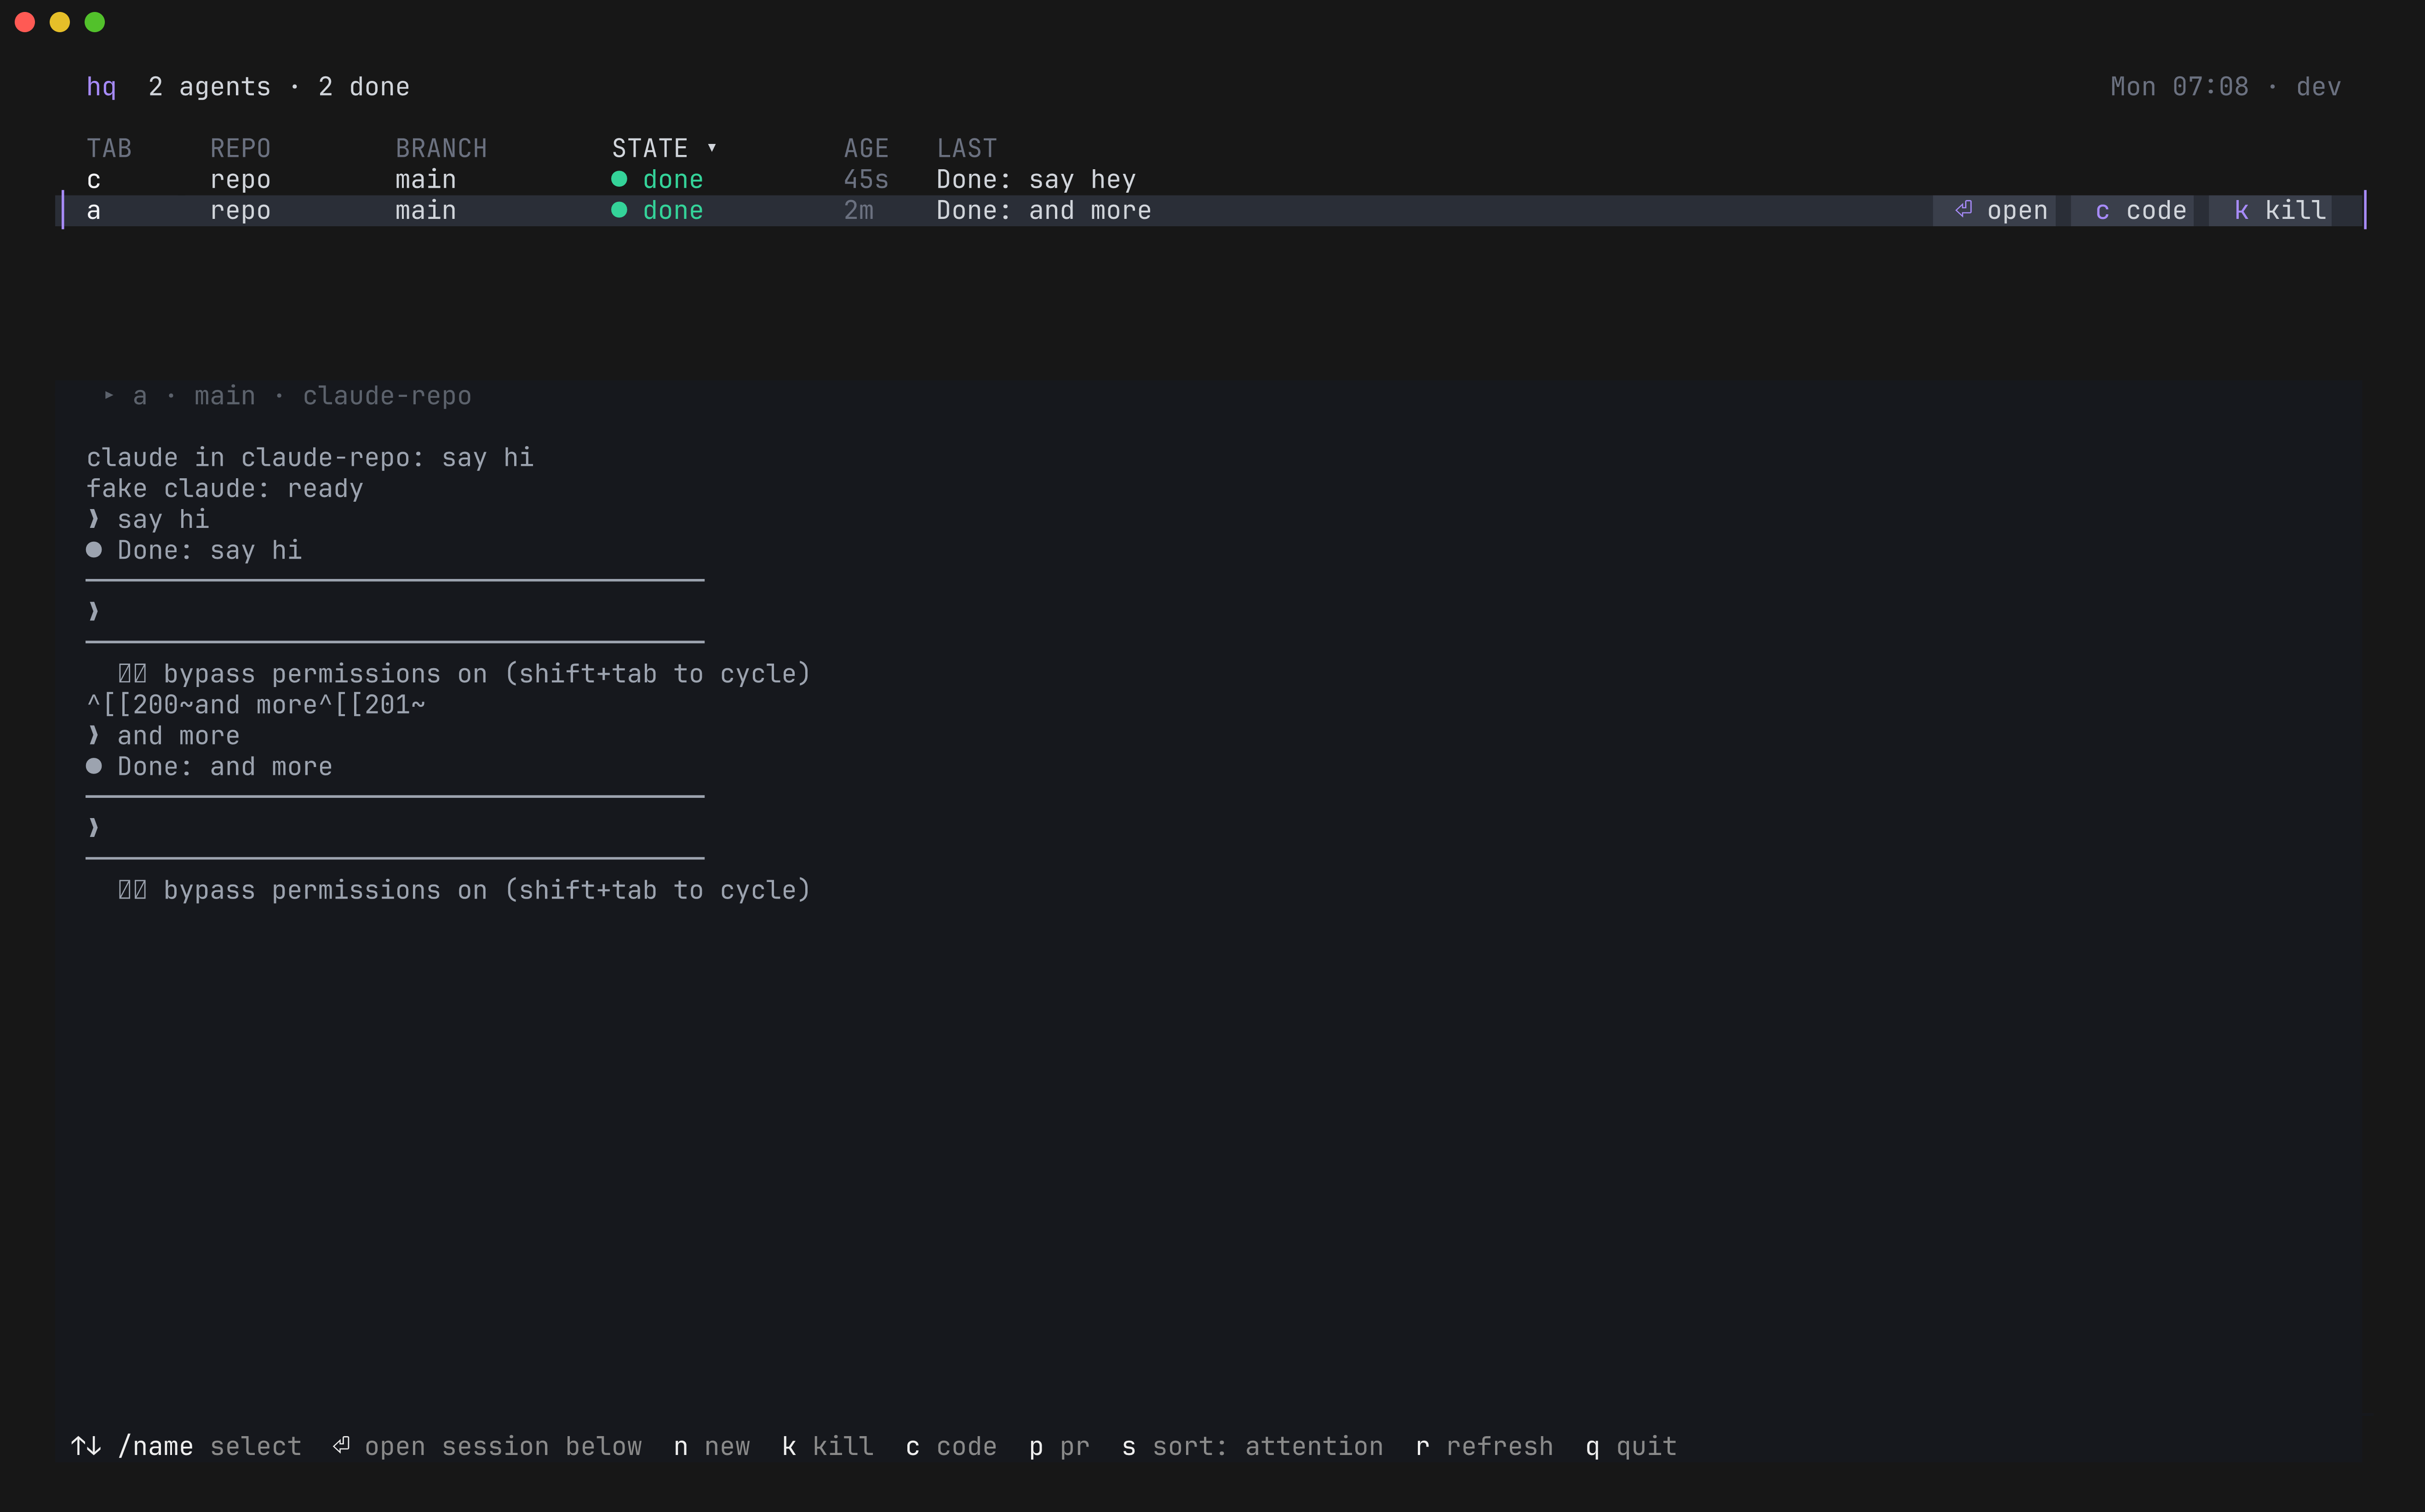 hq  2 agents · 2 done    Mon 07:08 · dev
TAB  REPO  BRANCH  STATE ▾  AGE  LAST
c  repo  main  ● done  45s  Done: say hey
a  repo  main  ● done  2m  Done: and more  ⏎ open  c code  k kill
▸ a · main · claude-repo
claude in claude-repo: say hi
fake claude: ready
❯ say hi
● Done: say hi
❯
bypass permissions on (shift+tab to cycle)
^[[200~and more^[[201~
❯ and more
● Done: and more
❯
bypass permissions on (shift+tab to cycle)
↑↓ /name select  ⏎ open session below  n new  k kill  c code  p pr  s sort: attention  r refresh  q quit